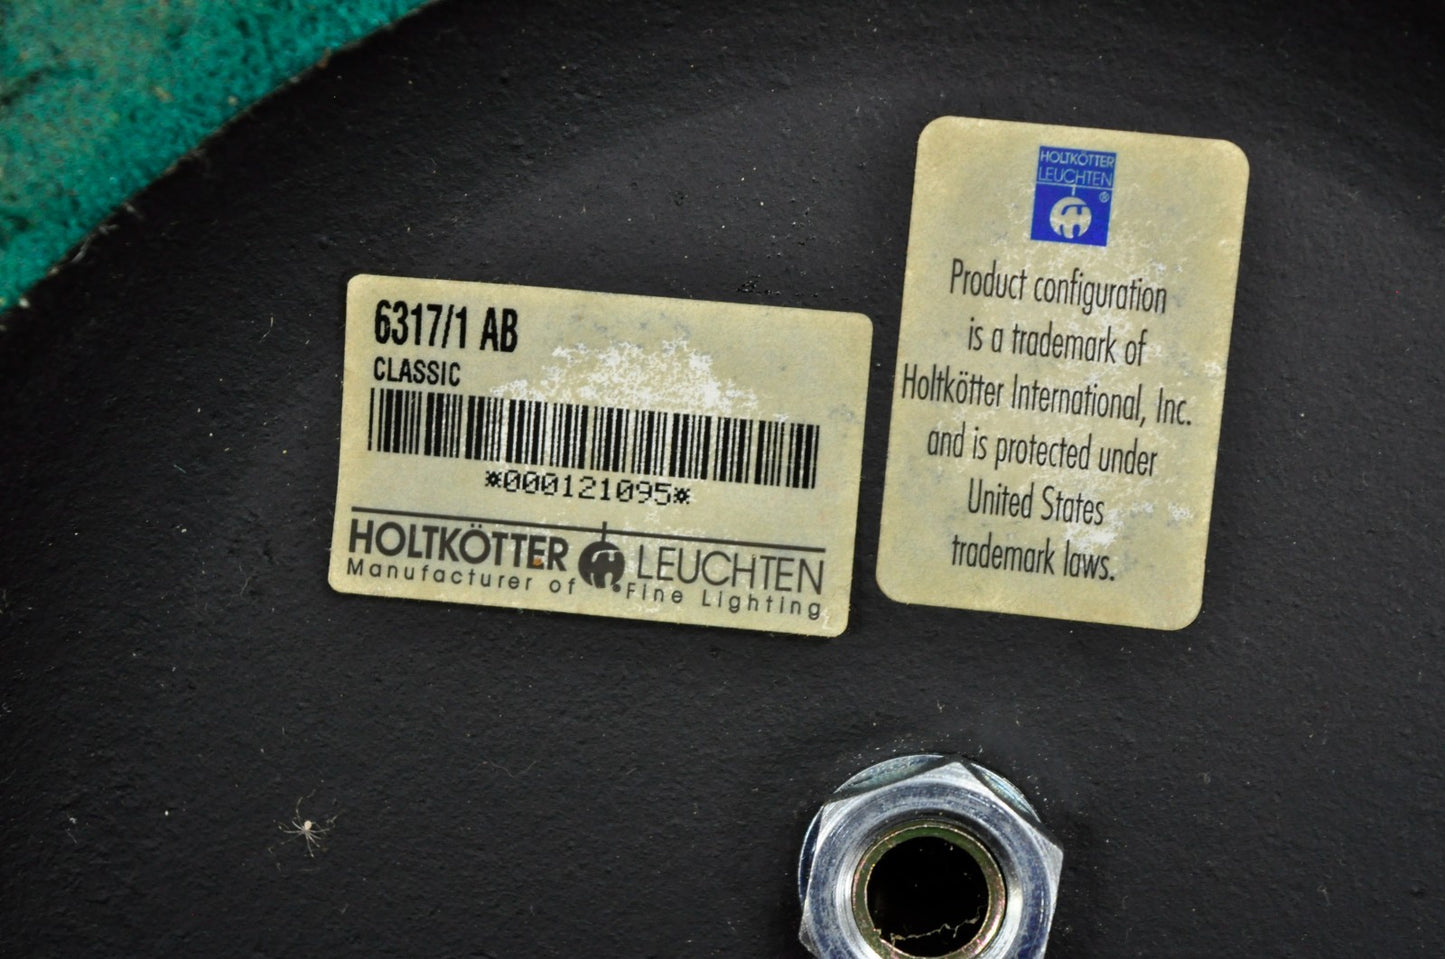 6317/1 AB
CLASSIC
*000121095*
HOLTKÖTTER LEUCHTEN
Manufacturer of Fine Lighting
HOLTKÖTTER
LEUCHTEN
®
Product configuration
is a trademark of
Holtkötter International, Inc.
and is protected under
United States
trademark laws.